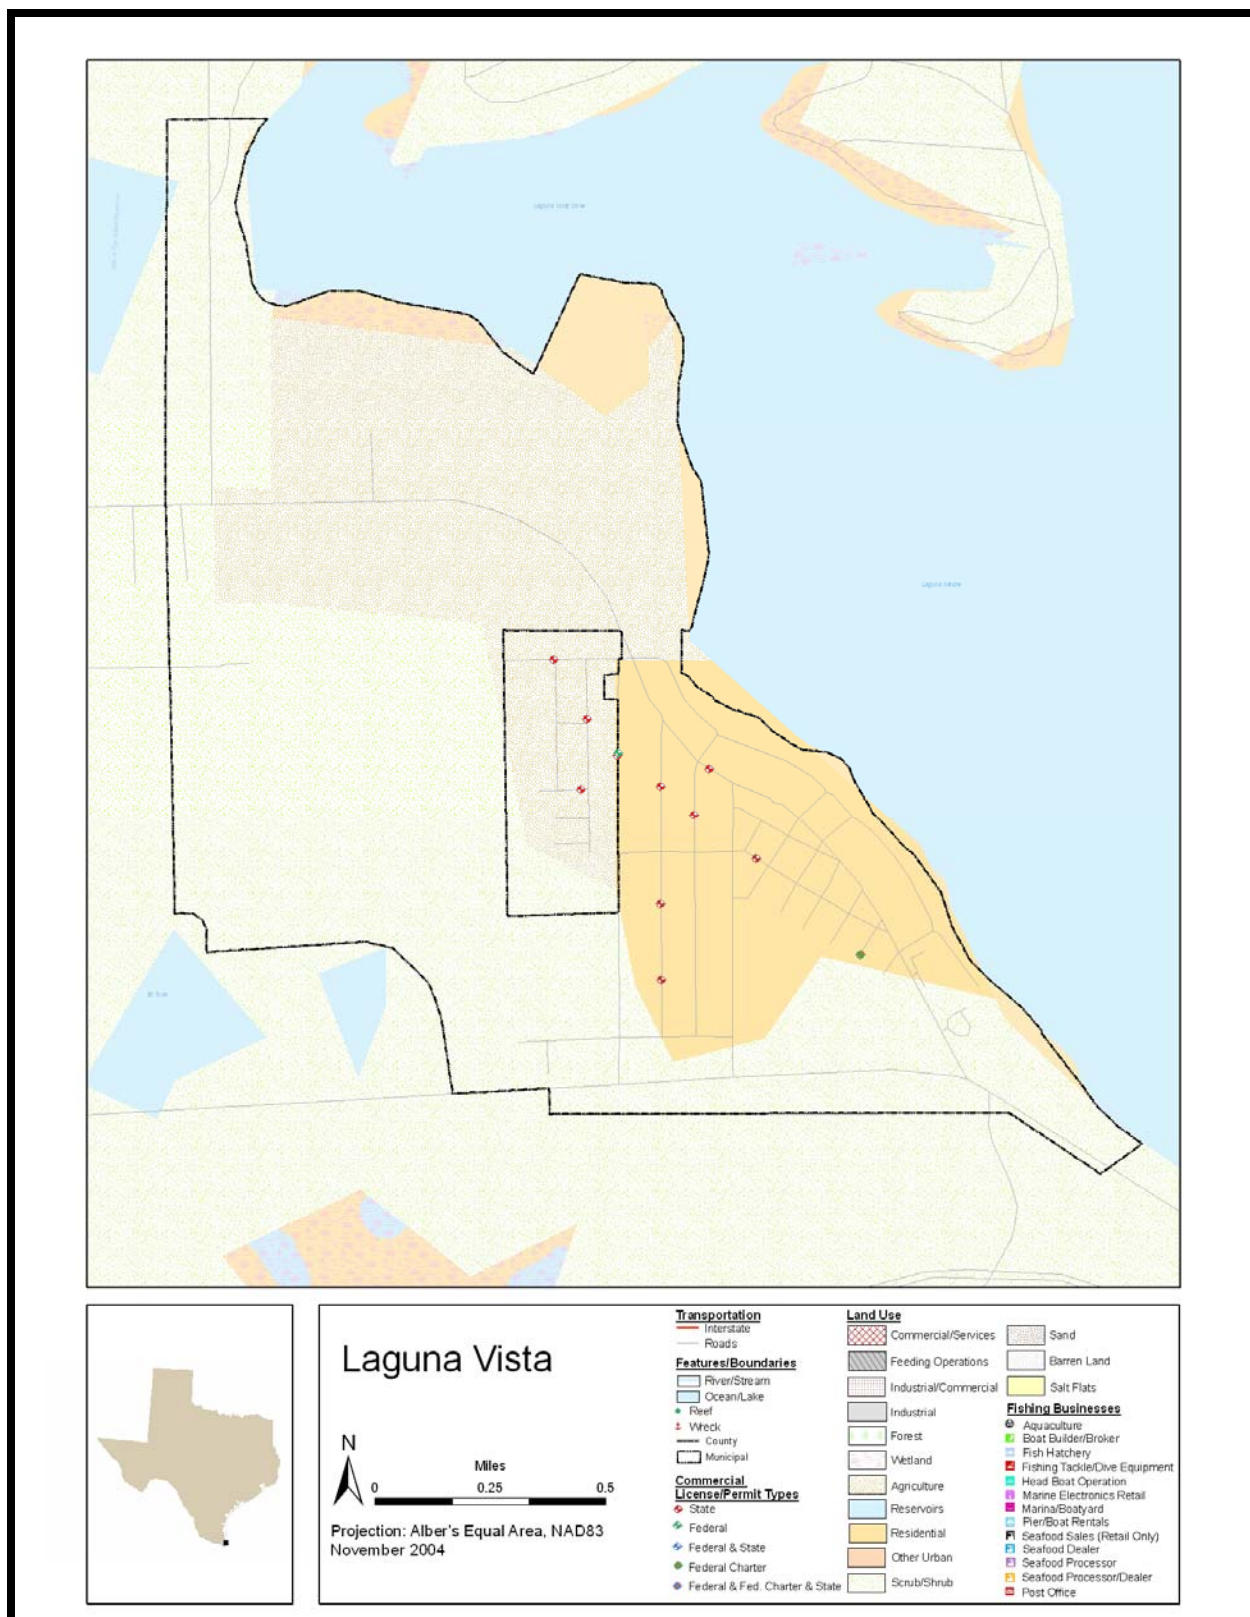 Laguna Madre
Laguna Vista
N
Miles
0 0.25 0.5
Projection: Alber's Equal Area, NAD83
November 2004
Transportation
Interstate
Roads
Features/Boundaries
River/Stream
Ocean/Lake
Reef
Wreck
County
Municipal
Commercial
License/Permit Types
State
Federal
Federal & State
Federal Charter
Federal & Fed. Charter & State
Land Use
Commercial/Services
Feeding Operations
Industrial/Commercial
Industrial
Forest
Wetland
Agriculture
Reservoirs
Residential
Other Urban
Scrub/Shrub
Sand
Barren Land
Salt Flats
Fishing Businesses
Aquaculture
Boat Builder/Broker
Fish Hatchery
Fishing Tackle/Dive Equipment
Head Boat Operation
Marine Electronics Retail
Marina/Boatyard
Pier/Boat Rentals
Seafood Sales (Retail Only)
Seafood Dealer
Seafood Processor
Seafood Processor/Dealer
Post Office